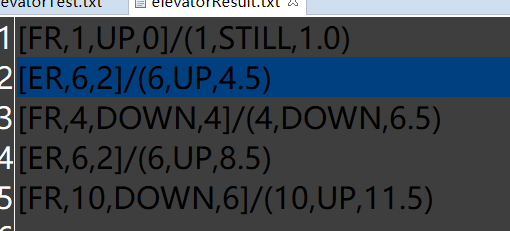 evatorTest.txt
elevatorResult.txt
1 [FR,1,UP,0]/(1,STILL,1.0)
2 [ER,6,2]/(6,UP,4.5)
3 [FR,4,DOWN,4]/(4,DOWN,6.5)
4 [ER,6,2]/(6,UP,8.5)
5 [FR,10,DOWN,6]/(10,UP,11.5)